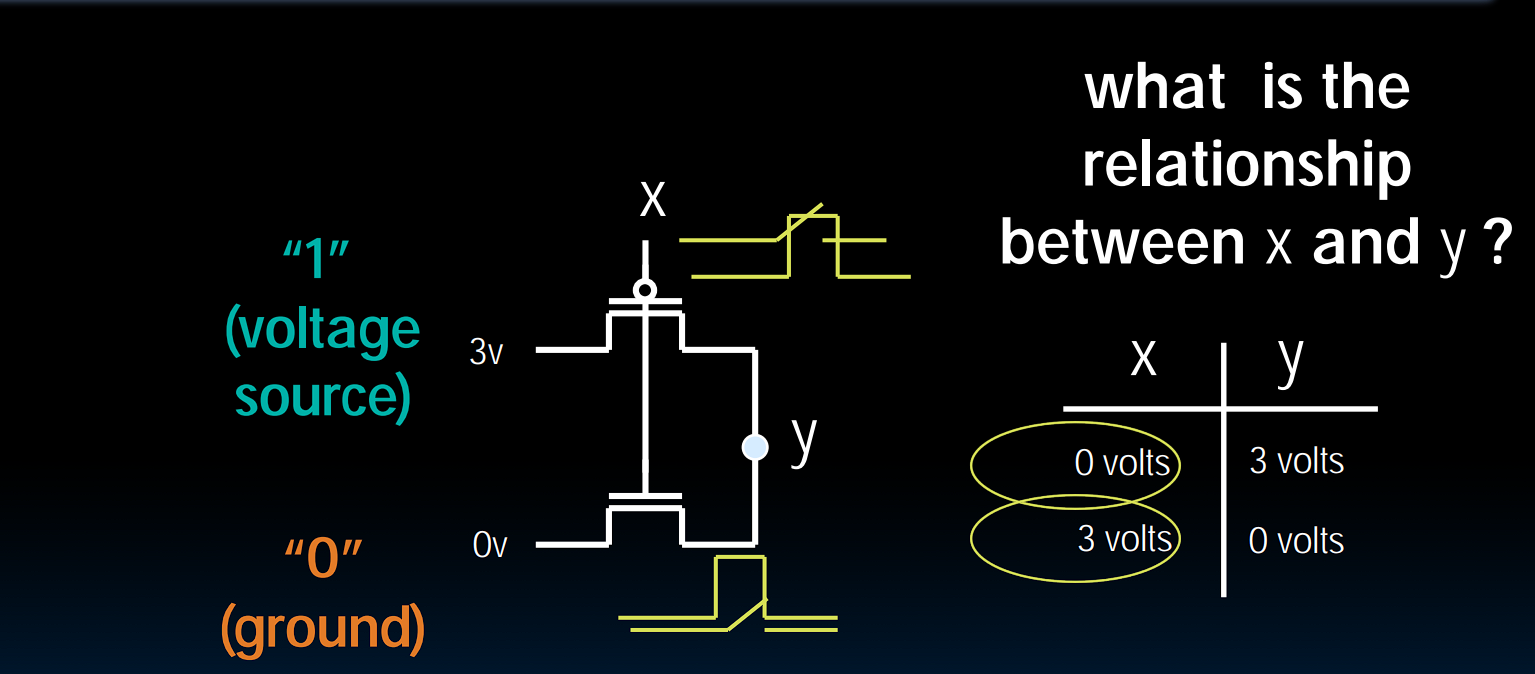 what is the
relationship
between x and y ?
x
“1”
(voltage
source)
3v
y
“0”
(ground)
0v
x y
0 volts 3 volts
3 volts 0 volts